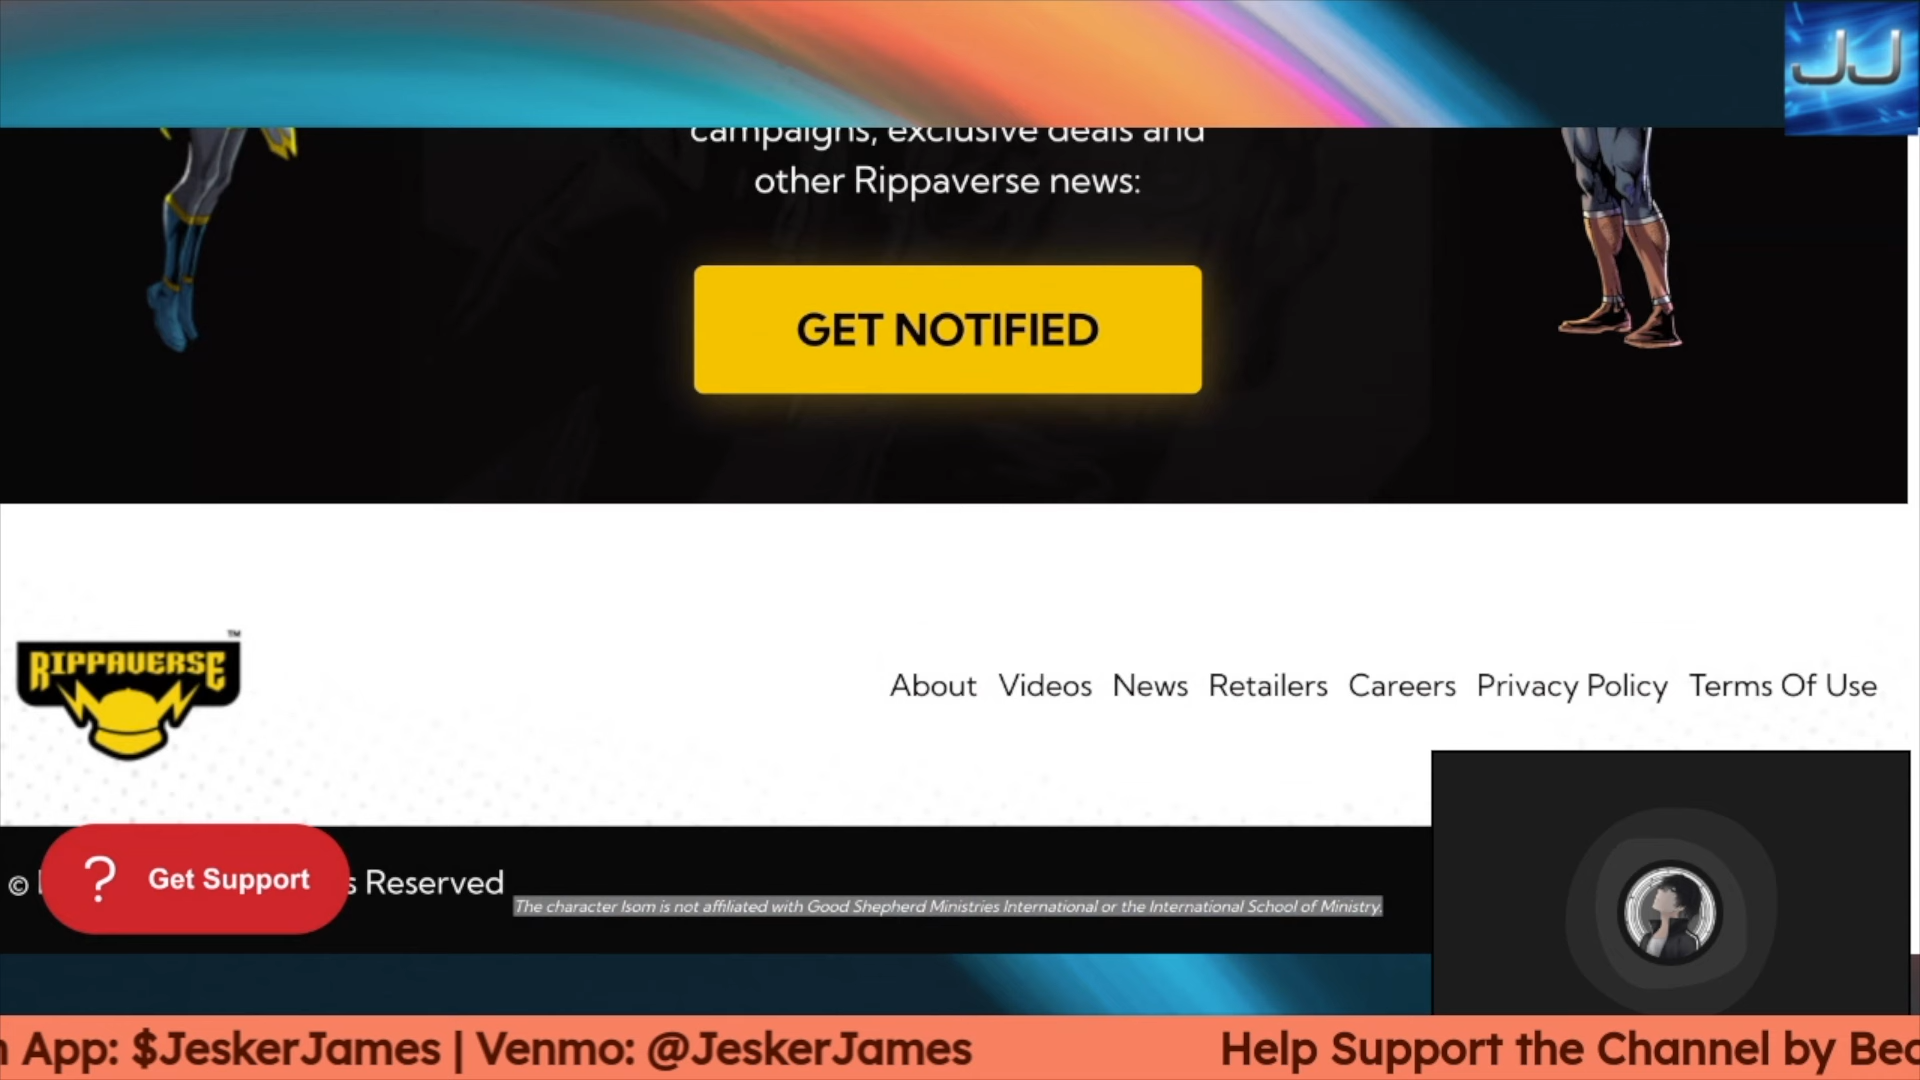 JJ
campaigns, exclusive deals and
other Rippaverse news:
GET NOTIFIED
™
RIPPAVERSE
About Videos News Retailers Careers Privacy Policy Terms Of Use
? Get Support
© s Reserved
The character Isom is not affiliated with Good Shepherd Ministries International or the International School of Ministry.
App: $JeskerJames | Venmo: @JeskerJames Help Support the Channel by